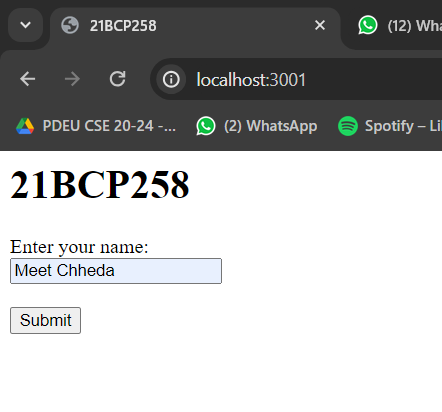 21BCP258
(12) Wha
localhost:3001
PDEU CSE 20-24 -...
(2) WhatsApp
Spotify – Li
21BCP258
Enter your name:
Meet Chheda
Submit